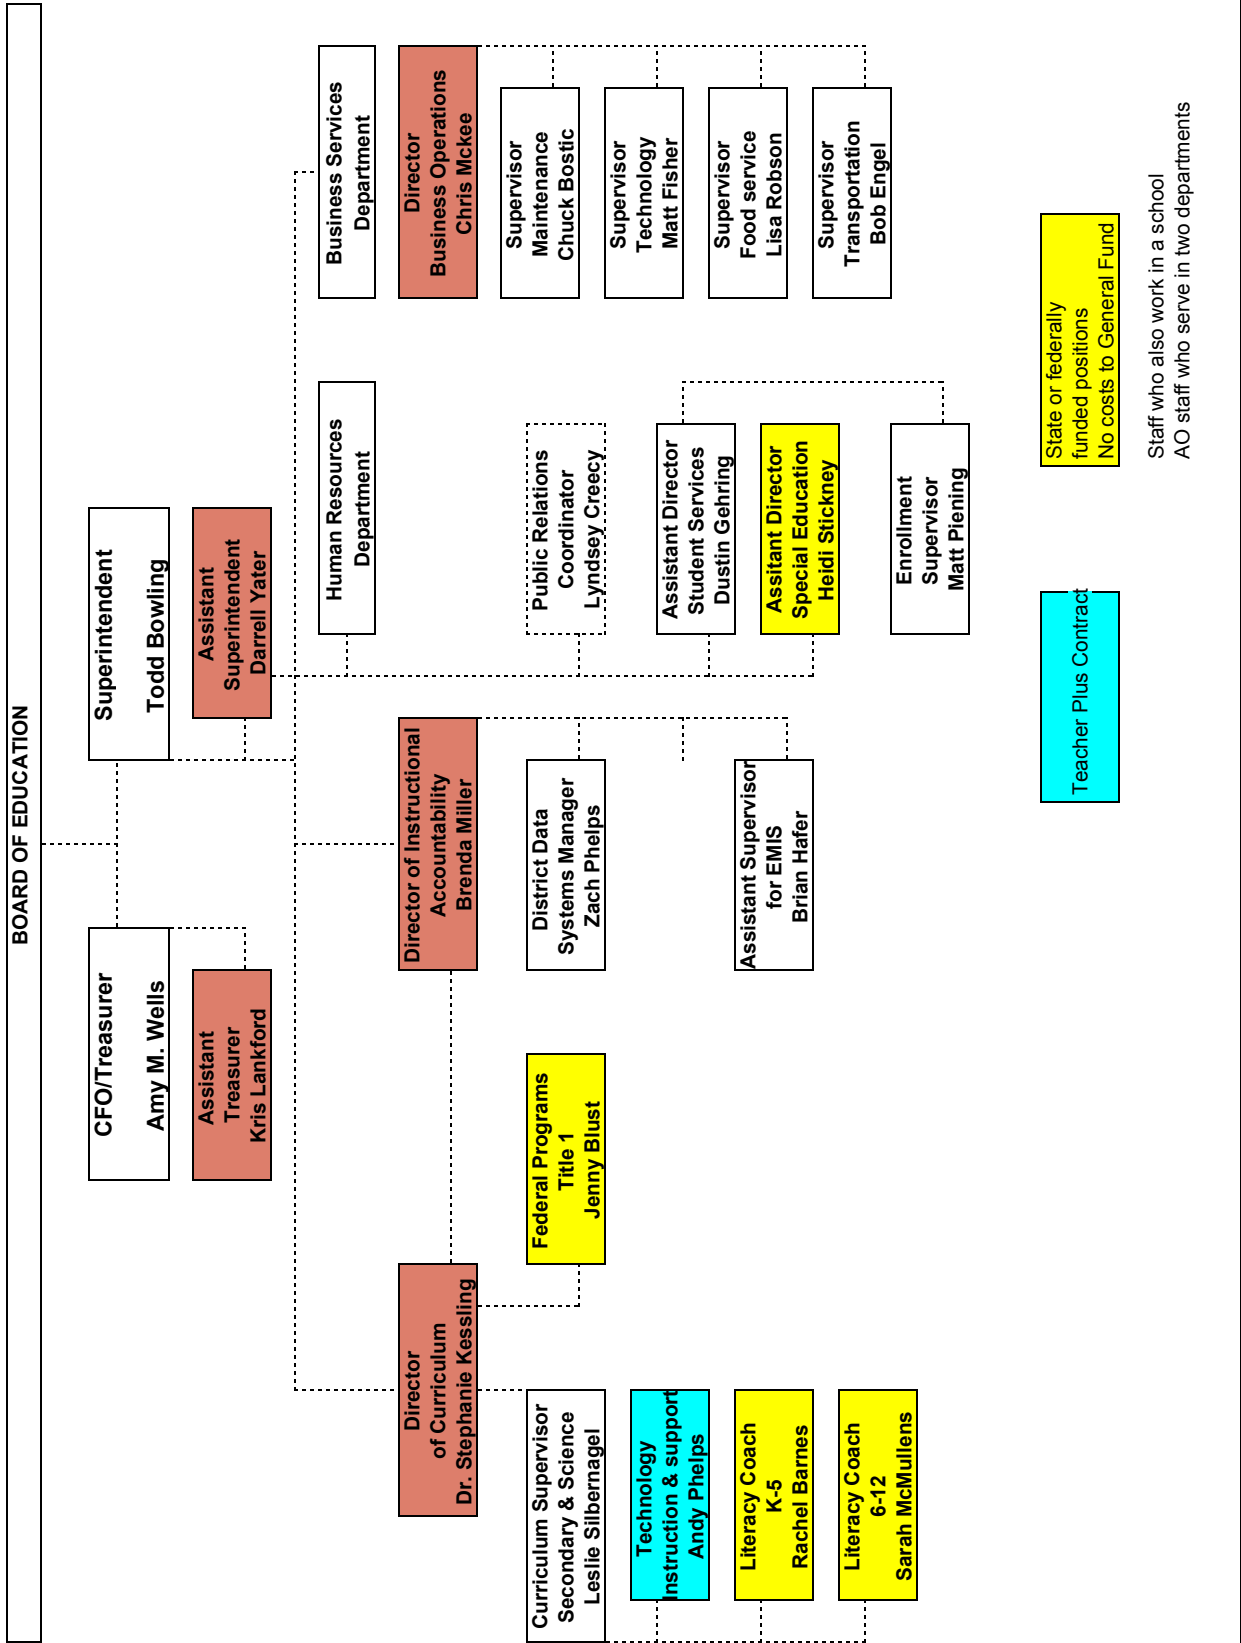 BOARD OF EDUCATION
CFO/Treasurer
Amy M. Wells
Superintendent
Todd Bowling
Assistant
Treasurer
Kris Lankford
Assistant
Superintendent
Darrell Yater
Human Resources
Department
Business Services
Department
Director
of Curriculum
Dr. Stephanie Kessling
Director of Instructional
Accountability
Brenda Miller
Director
Business Operations
Chris Mckee
Curriculum Supervisor
Secondary & Science
Leslie Silbernagel
Federal Programs
Title 1
Jenny Blust
District Data
Systems Manager
Zach Phelps
Public Relations
Coordinator
Lyndsey Creecy
Supervisor
Maintenance
Chuck Bostic
Technology
Instruction & support
Andy Phelps
Assistant Director
Student Services
Dustin Gehring
Supervisor
Technology
Matt Fisher
Literacy Coach
K-5
Rachel Barnes
Assistant Supervisor
for EMIS
Brian Hafer
Assitant Director
Special Education
Heidi Stickney
Supervisor
Food service
Lisa Robson
Literacy Coach
6-12
Sarah McMullens
Enrollment
Supervisor
Matt Piening
Supervisor
Transportation
Bob Engel
Teacher Plus Contract
State or federally
funded positions
No costs to General Fund
Staff who also work in a school
AO staff who serve in two departments